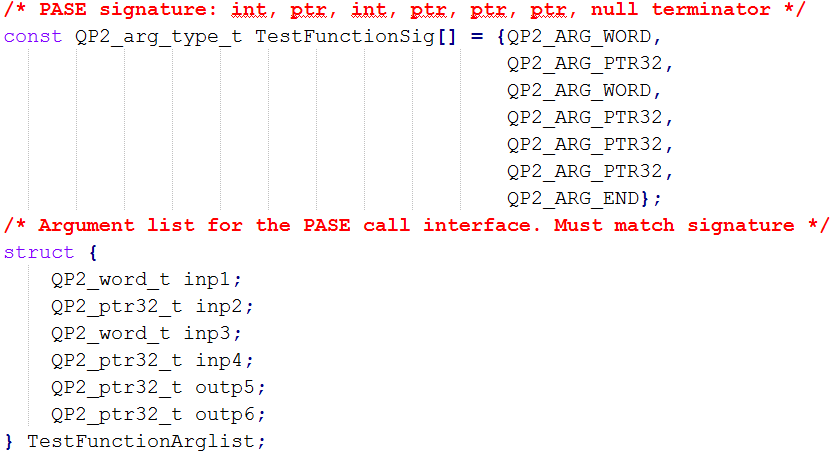 /* PASE signature: int, ptr, int, ptr, ptr, ptr, null terminator */
const QP2_arg_type_t TestFunctionSig[] = {QP2_ARG_WORD,
QP2_ARG_PTR32,
QP2_ARG_WORD,
QP2_ARG_PTR32,
QP2_ARG_PTR32,
QP2_ARG_PTR32,
QP2_ARG_END};
/* Argument list for the PASE call interface. Must match signature */
struct {
QP2_word_t inp1;
QP2_ptr32_t inp2;
QP2_word_t inp3;
QP2_ptr32_t inp4;
QP2_ptr32_t outp5;
QP2_ptr32_t outp6;
} TestFunctionArglist;